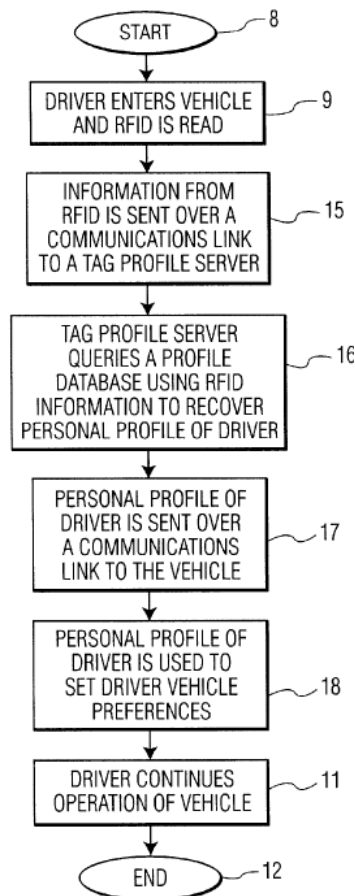 START
8
DRIVER ENTERS VEHICLE
AND RFID IS READ
9
INFORMATION FROM
RFID IS SENT OVER A
COMMUNICATIONS LINK
TO A TAG PROFILE SERVER
15
TAG PROFILE SERVER
QUERIES A PROFILE
DATABASE USING RFID
INFORMATION TO RECOVER
PERSONAL PROFILE OF DRIVER
16
PERSONAL PROFILE OF
DRIVER IS SENT OVER
A COMMUNICATIONS
LINK TO THE VEHICLE
17
PERSONAL PROFILE OF
DRIVER IS USED TO
SET DRIVER VEHICLE
PREFERENCES
18
DRIVER CONTINUES
OPERATION OF VEHICLE
11
END
12